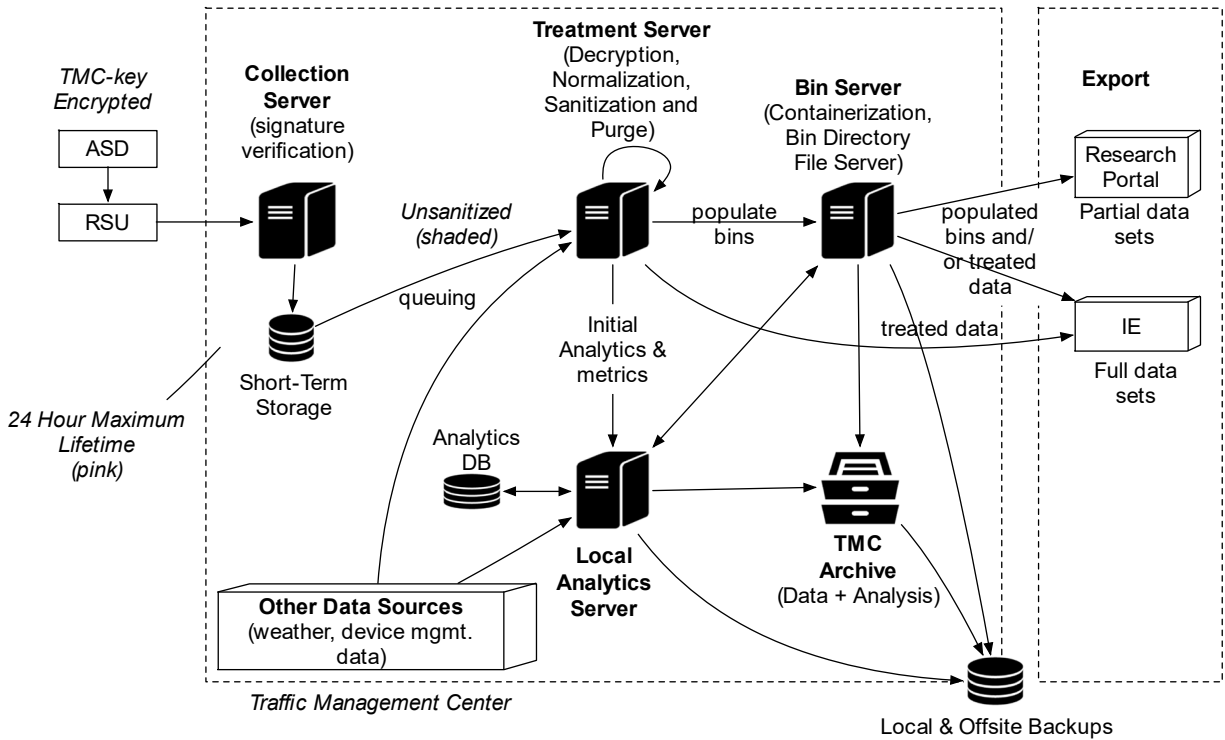 TMC-key
Encrypted
ASD
RSU
24 Hour Maximum
Lifetime
(pink)
Collection
Server
(signature
verification)
Short-Term
Storage
Unsanitized
(shaded)
queuing
Treatment Server
(Decryption,
Normalization,
Sanitization and
Purge)
populate
bins
Bin Server
(Containerization,
Bin Directory
File Server)
Export
Research
Portal
Partial data
sets
populated
bins and/
or treated
data
treated data
IE
Full data
sets
Initial
Analytics &
metrics
Analytics
DB
Local
Analytics
Server
TMC
Archive
(Data + Analysis)
Other Data Sources
(weather, device mgmt.
data)
Traffic Management Center
Local & Offsite Backups